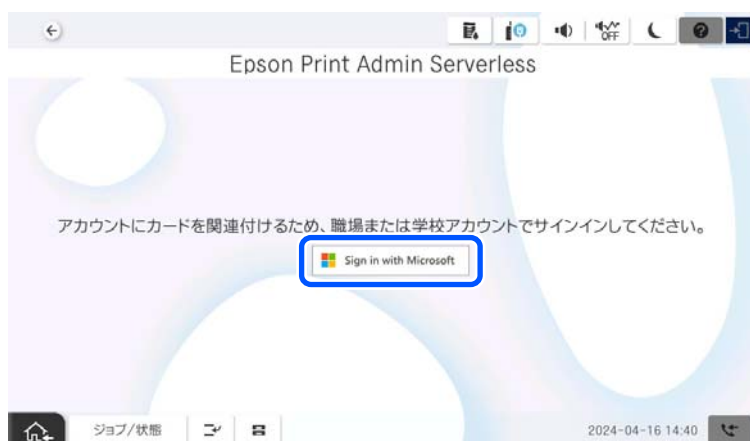 OFF
Epson Print Admin Serverless
アカウントにカードを関連付けるため、職場または学校アカウントでサインインしてください。
Sign in with Microsoft
ジョブ/状態
2024-04-16 14:40